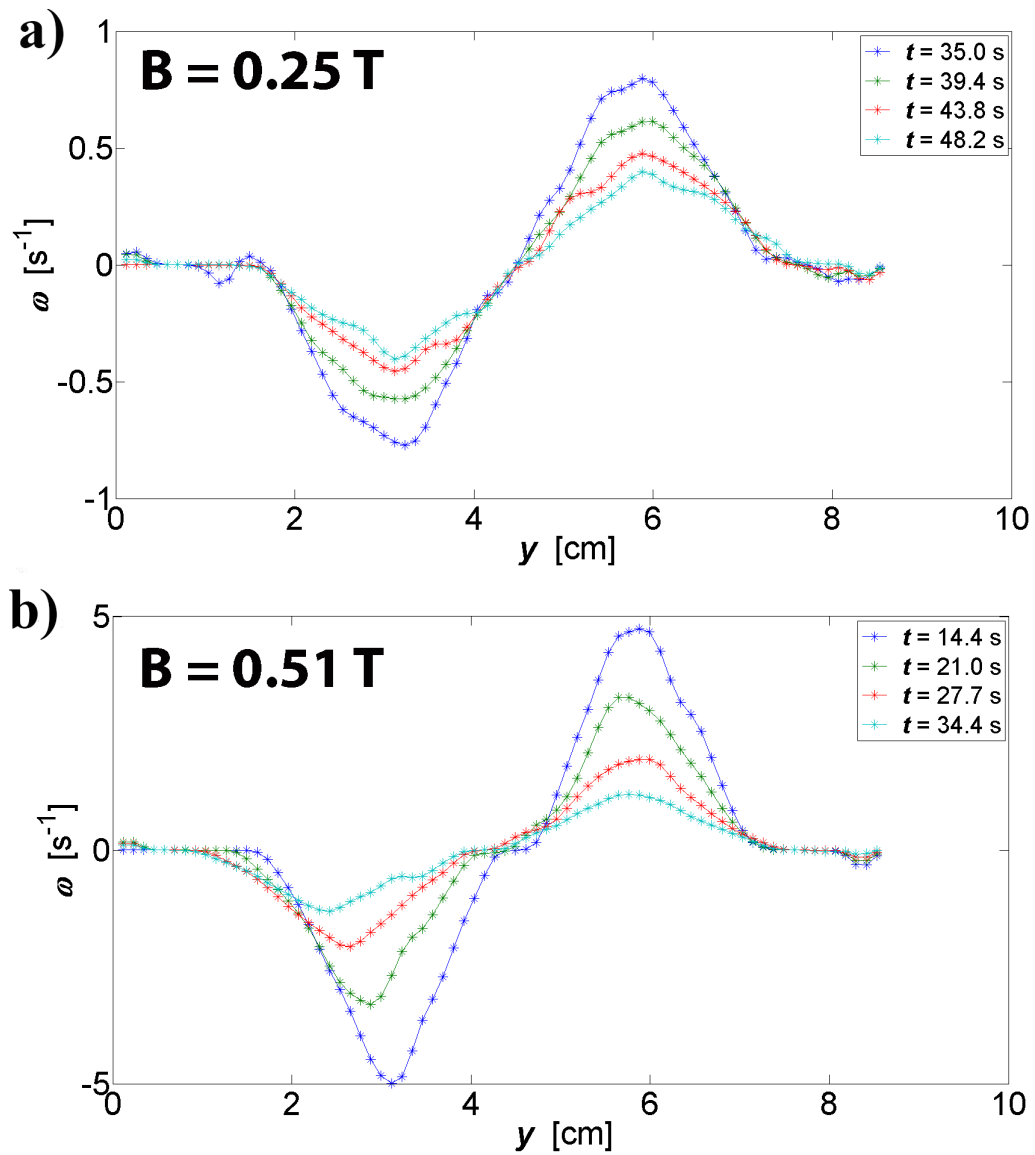 a)
B = 0.25 T
t = 35.0 s
t = 39.4 s
t = 43.8 s
t = 48.2 s
1
0.5
0
-0.5
-1
ω [s⁻¹]
0 2 4 6 8 10
y [cm]
b)
B = 0.51 T
t = 14.4 s
t = 21.0 s
t = 27.7 s
t = 34.4 s
5
0
-5
ω [s⁻¹]
0 2 4 6 8 10
y [cm]